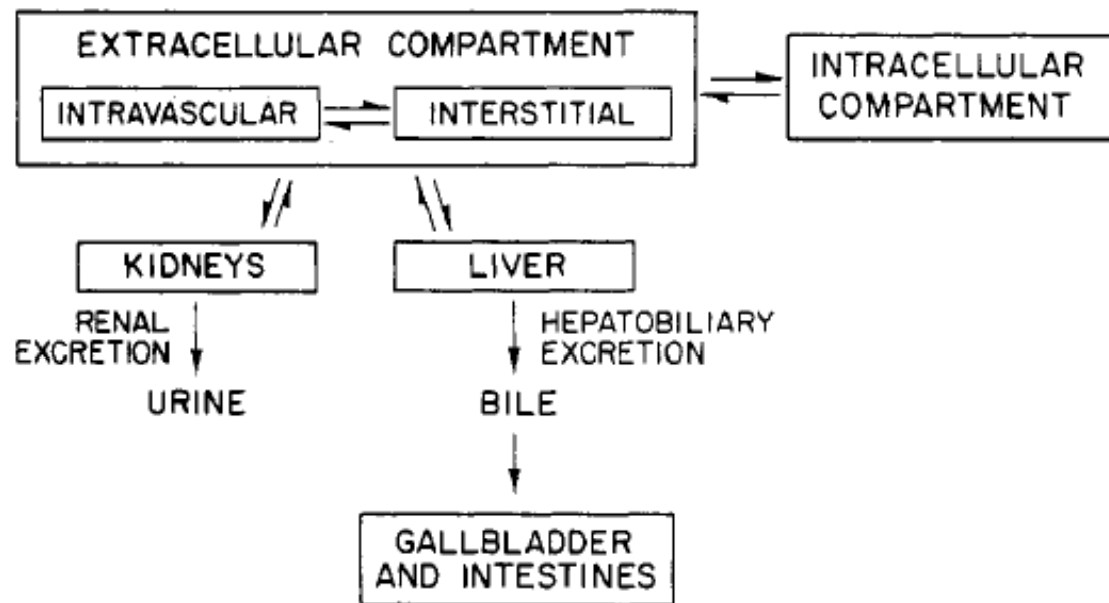 EXTRACELLULAR COMPARTMENT
INTRAVASCULAR
INTERSTITIAL
INTRACELLULAR
COMPARTMENT
KIDNEYS
LIVER
RENAL
EXCRETION
HEPATOBILIARY
EXCRETION
URINE
BILE
GALLBLADDER
AND INTESTINES